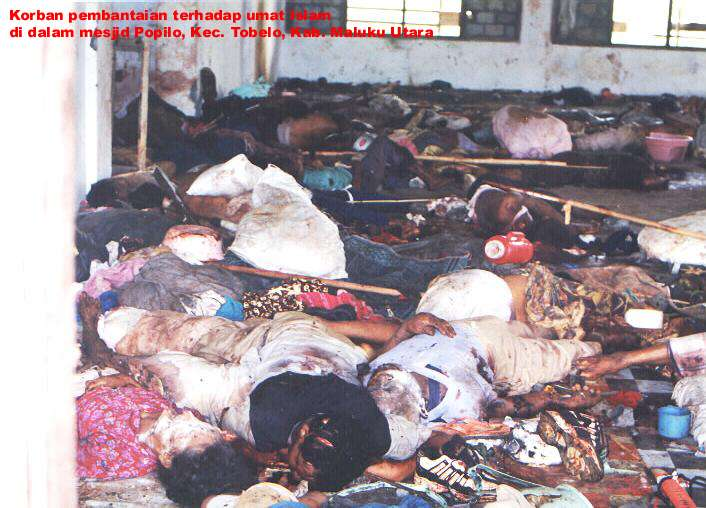 Korban pembantaian terhadap umat Islam
di dalam mesjid Popilo, Kec. Tobelo, Kab. Maluku Utara